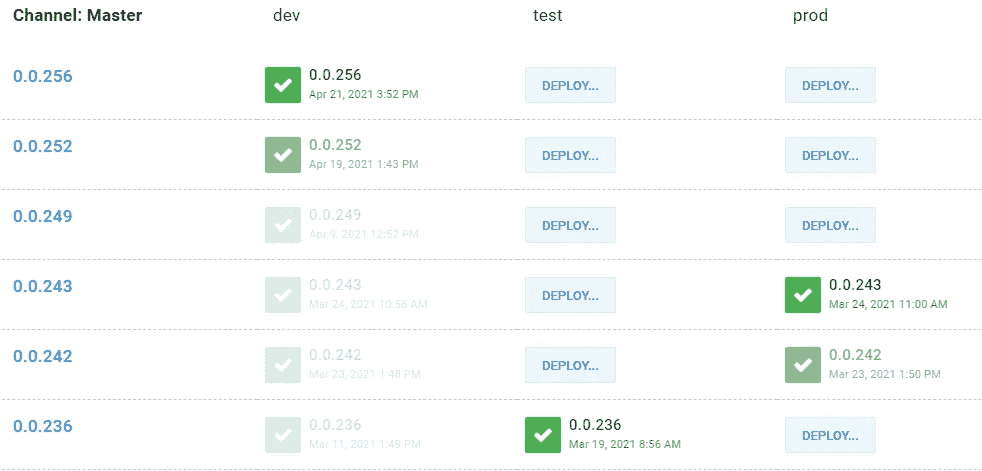 Channel: Master dev test prod
0.0.256 0.0.256 DEPLOY... DEPLOY...
Apr 21, 2021 3:52 PM
0.0.252 0.0.252 DEPLOY... DEPLOY...
Apr 19, 2021 1:43 PM
0.0.249 0.0.249 DEPLOY... DEPLOY...
Apr 9, 2021 12:52 PM
0.0.243 0.0.243 DEPLOY... 0.0.243
Mar 24, 2021 10:56 AM Mar 24, 2021 11:00 AM
0.0.242 0.0.242 DEPLOY... 0.0.242
Mar 23, 2021 1:48 PM Mar 23, 2021 1:50 PM
0.0.236 0.0.236 0.0.236 DEPLOY...
Mar 11, 2021 1:49 PM Mar 19, 2021 8:56 AM